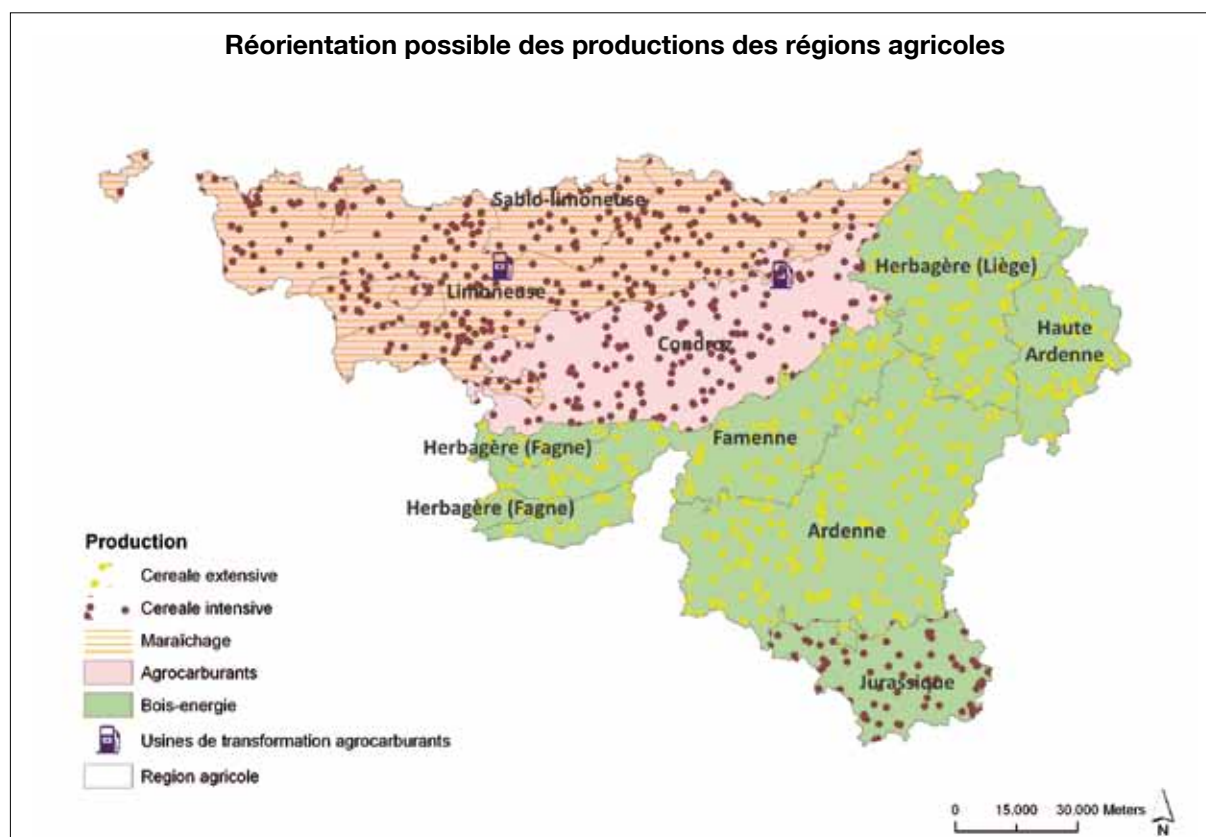 Réorientation possible des productions des régions agricoles
Sablo-limoneuse
Limoneuse
Condroz
Herbagère (Liège)
Haute
Ardenne
Herbagère (Fagne)
Famenne
Herbagère (Fagne)
Ardenne
Jurassique
Production
Cereale extensive
Cereale intensive
Maraîchage
Agrocarburants
Bois-energie
Usines de transformation agrocarburants
Region agricole
0 15.000 30.000 Meters
N